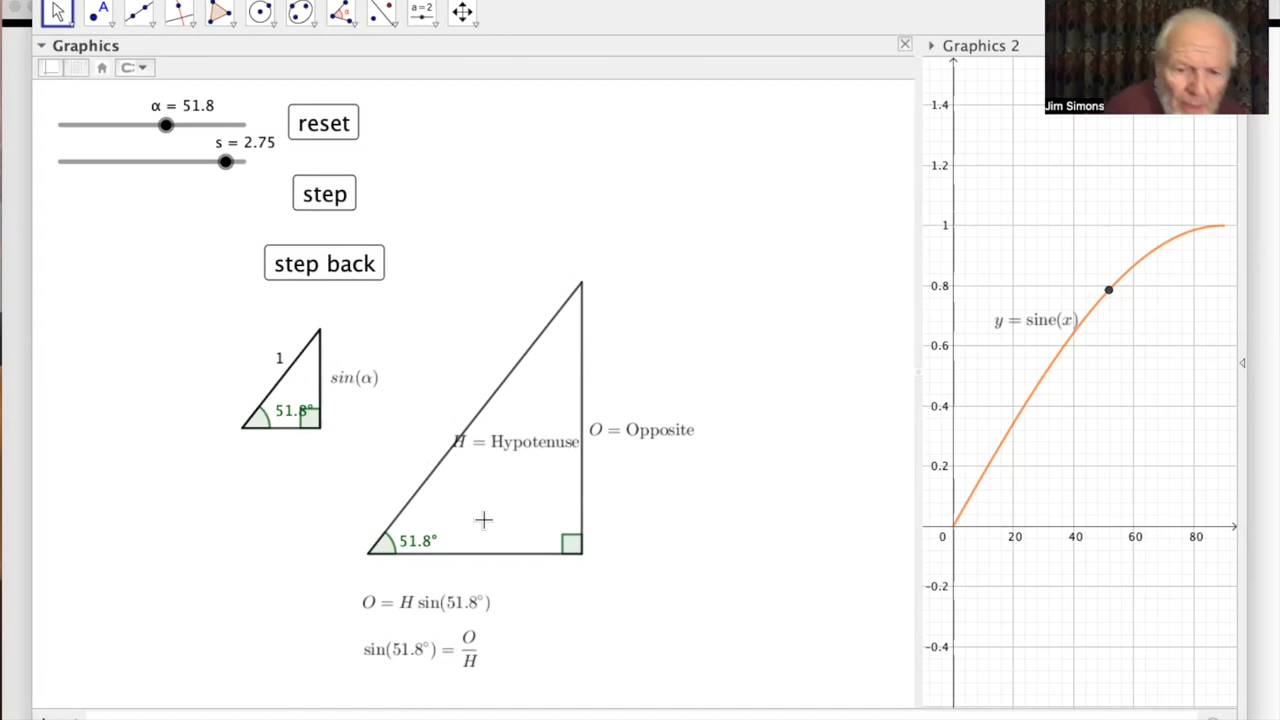 A
a=2
Graphics
Graphics 2
Jim Simons
α = 51.8
s = 2.75
reset
step
step back
1
sin(α)
51.8°
H = Hypotenuse
O = Opposite
51.8°
O = H sin(51.8°)
sin(51.8°) = O/H
y = sine(x)
1.4
1.2
1
0.8
0.6
0.4
0.2
0
20
40
60
80
-0.2
-0.4